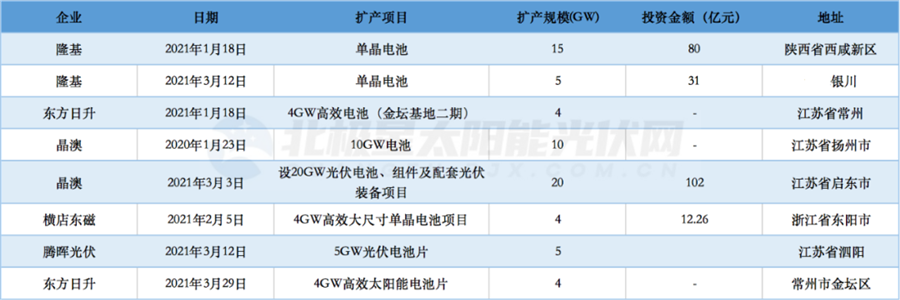 企业 日期 扩产项目 扩产规模(GW) 投资金额（亿元） 地址
隆基 2021年1月18日 单晶电池 15 80 陕西省西咸新区
隆基 2021年3月12日 单晶电池 5 31 银川
东方日升 2021年1月18日 4GW高效电池（金坛基地二期） 4 - 江苏省常州
晶澳 2020年1月23日 10GW电池 10 - 江苏省扬州市
晶澳 2021年3月3日 设20GW光伏电池、组件及配套光伏 20 102 江苏省启东市
装备项目
横店东磁 2021年2月5日 4GW高效大尺寸单晶电池项目 4 12.26 浙江省东阳市
腾晖光伏 2021年3月12日 5GW光伏电池片 5 江苏省泗阳
东方日升 2021年3月29日 4GW高效太阳能电池片 4 - 常州市金坛区
北极星太阳能光伏网